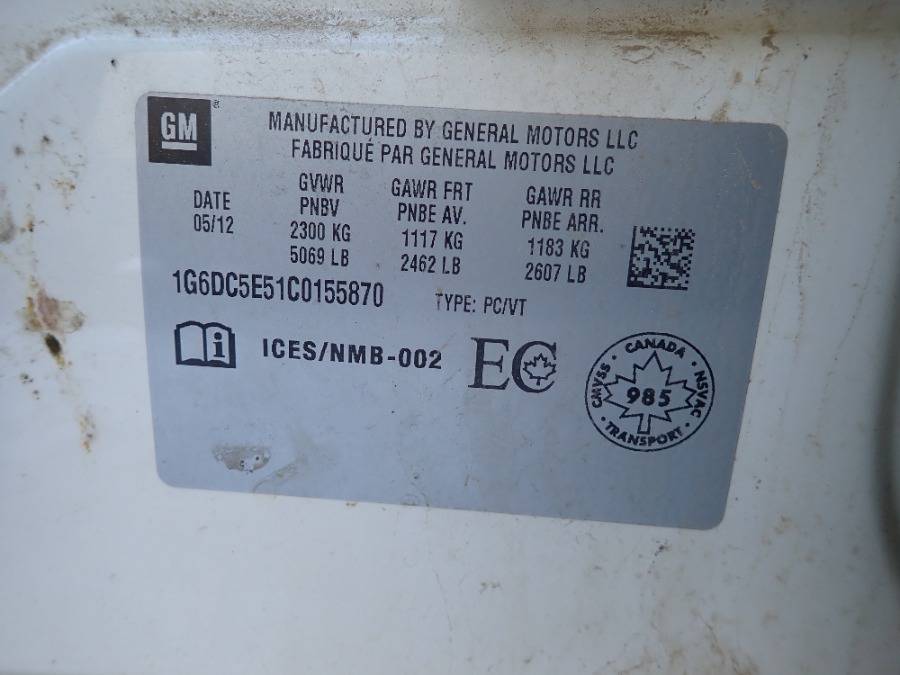 GM ®
MANUFACTURED BY GENERAL MOTORS LLC
FABRIQUÉ PAR GENERAL MOTORS LLC
DATE
05/12
GVWR
PNBV
2300 KG
5069 LB
GAWR FRT
PNBE AV.
1117 KG
2462 LB
GAWR RR
PNBE ARR.
1183 KG
2607 LB
1G6DC5E51C0155870 TYPE: PC/VT
i ICES/NMB-002 EC
CANADA
CMVSS 985 NSVAC
TRANSPORT